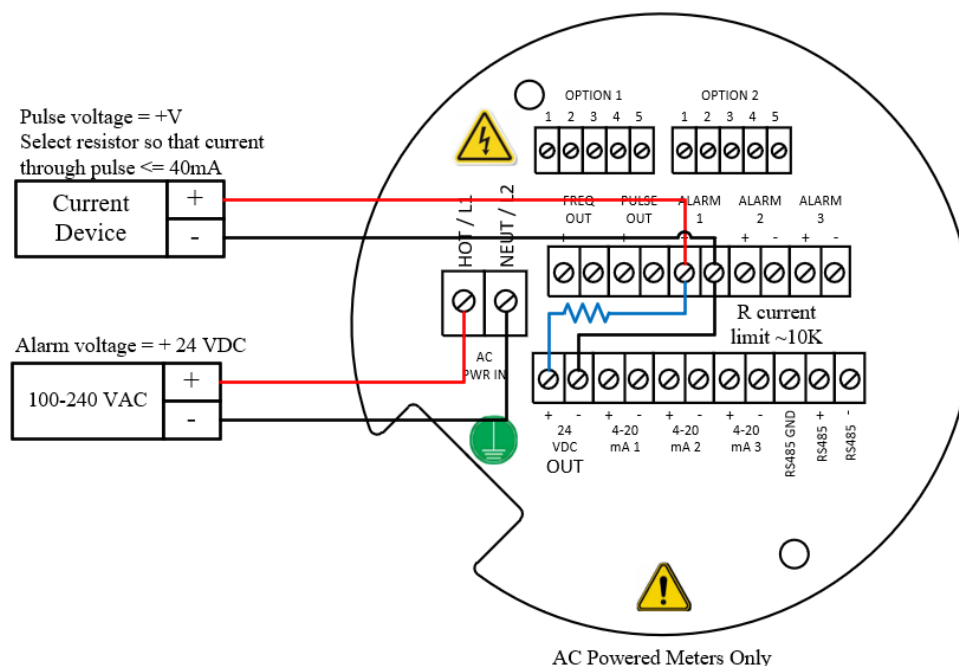 Pulse voltage = +V
Select resistor so that current
through pulse <= 40mA
Current
Device
+
-
Alarm voltage = + 24 VDC
100-240 VAC
+
-
OPTION 1
1 2 3 4 5
OPTION 2
1 2 3 4 5
HOT / L1
NEUT / L2
AC
PWR IN
FREQ
OUT
+
PULSE
OUT
+
ALARM
1
ALARM
2
+ -
ALARM
3
+ -
R current
limit ~10K
+ -
24
VDC
OUT
+ -
4-20
mA 1
+ -
4-20
mA 2
+ -
4-20
mA 3
RS485 GND
RS485 +
RS485 -
AC Powered Meters Only